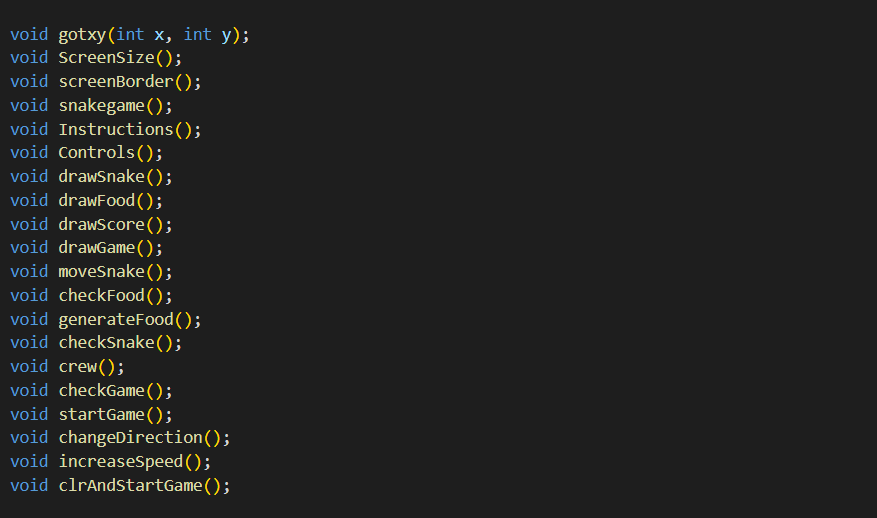 void gotxy(int x, int y);
void ScreenSize();
void screenBorder();
void snakegame();
void Instructions();
void Controls();
void drawSnake();
void drawFood();
void drawScore();
void drawGame();
void moveSnake();
void checkFood();
void generateFood();
void checkSnake();
void crew();
void checkGame();
void startGame();
void changeDirection();
void increaseSpeed();
void clrAndStartGame();